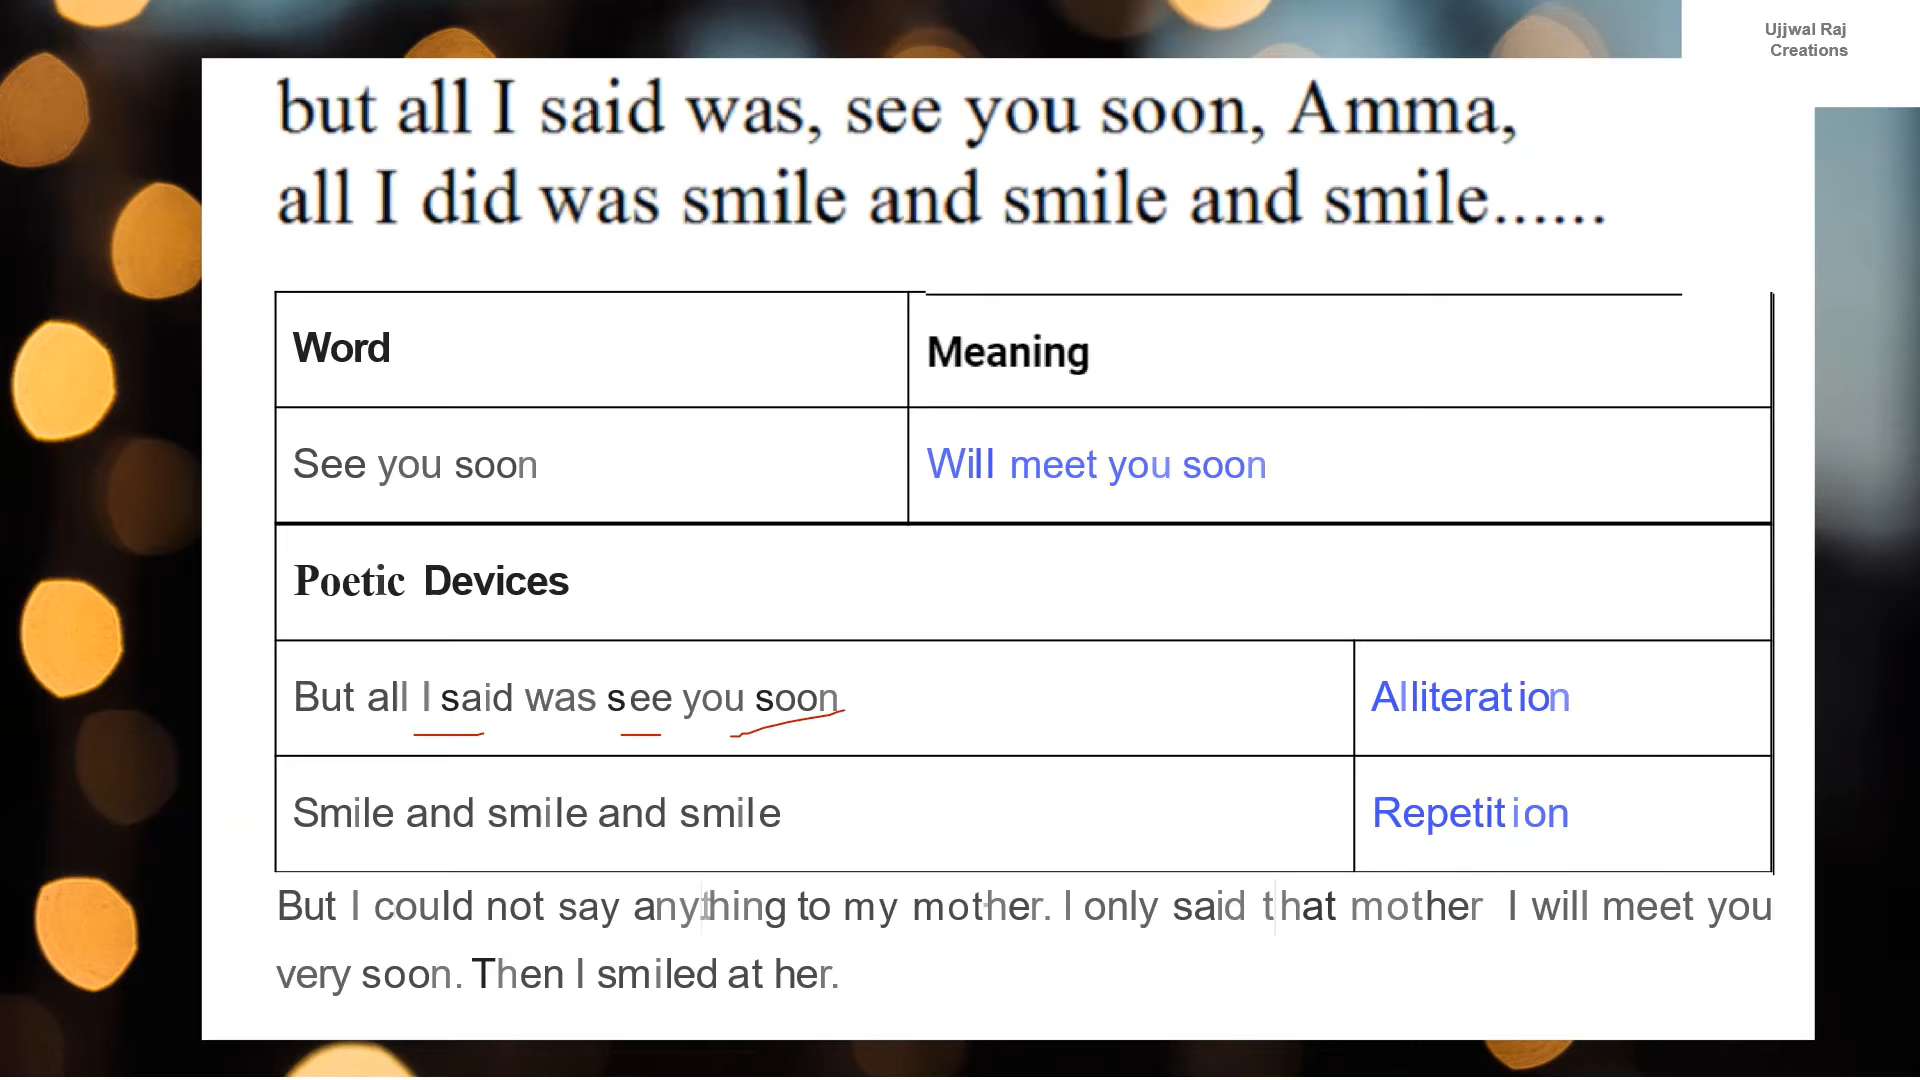 Ujjwal Raj
Creations
but all I said was, see you soon, Amma,
all I did was smile and smile and smile......
Word
Meaning
See you soon
Will meet you soon
Poetic Devices
But all I said was see you soon
Alliteration
Smile and smile and smile
Repetition
But I could not say anything to my mother. I only said that mother I will meet you
very soon. Then I smiled at her.